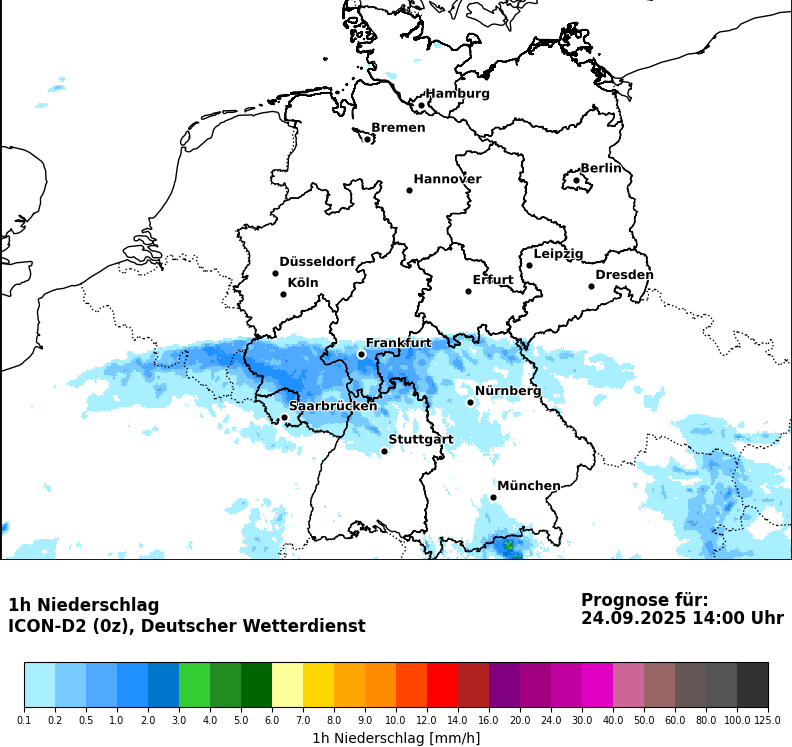 Hamburg
Bremen
Berlin
Hannover
Leipzig
Düsseldorf
Dresden
Köln
Erfurt
Frankfurt
Nürnberg
Saarbrücken
Stuttgart
München
1h Niederschlag
ICON-D2 (0z), Deutscher Wetterdienst
Prognose für:
24.09.2025 14:00 Uhr
0.1 0.2 0.5 1.0 2.0 3.0 4.0 5.0 6.0 7.0 9.0 10.0 12.0 14.0 16.0 20.0 24.0 30.0 40.0 50.0 60.0 80.0 100.0 125.0
1h Niederschlag [mm/h]